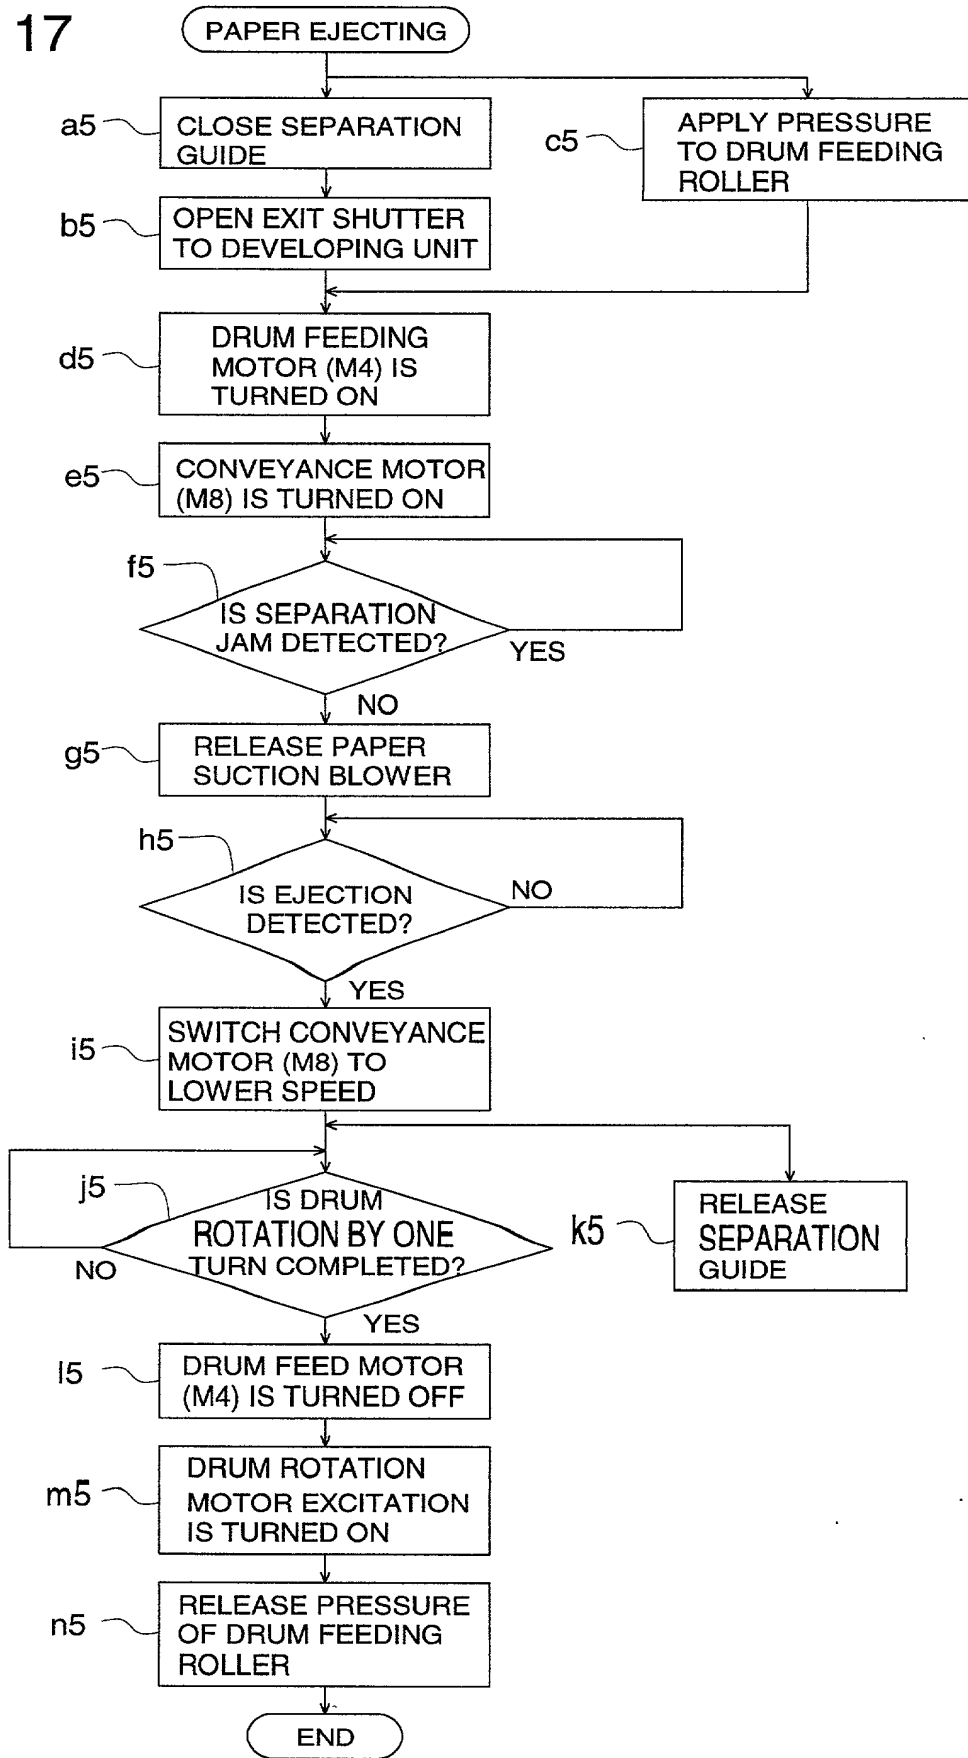 17
PAPER EJECTING
a5
CLOSE SEPARATION
GUIDE
c5
APPLY PRESSURE
TO DRUM FEEDING
ROLLER
b5
OPEN EXIT SHUTTER
TO DEVELOPING UNIT
d5
DRUM FEEDING
MOTOR (M4) IS
TURNED ON
e5
CONVEYANCE MOTOR
(M8) IS TURNED ON
f5
IS SEPARATION
JAM DETECTED?
YES
NO
g5
RELEASE PAPER
SUCTION BLOWER
h5
IS EJECTION
DETECTED?
NO
YES
i5
SWITCH CONVEYANCE
MOTOR (M8) TO
LOWER SPEED
j5
IS DRUM
ROTATION BY ONE
TURN COMPLETED?
NO
YES
k5
RELEASE
SEPARATION
GUIDE
l5
DRUM FEED MOTOR
(M4) IS TURNED OFF
m5
DRUM ROTATION
MOTOR EXCITATION
IS TURNED ON
n5
RELEASE PRESSURE
OF DRUM FEEDING
ROLLER
END